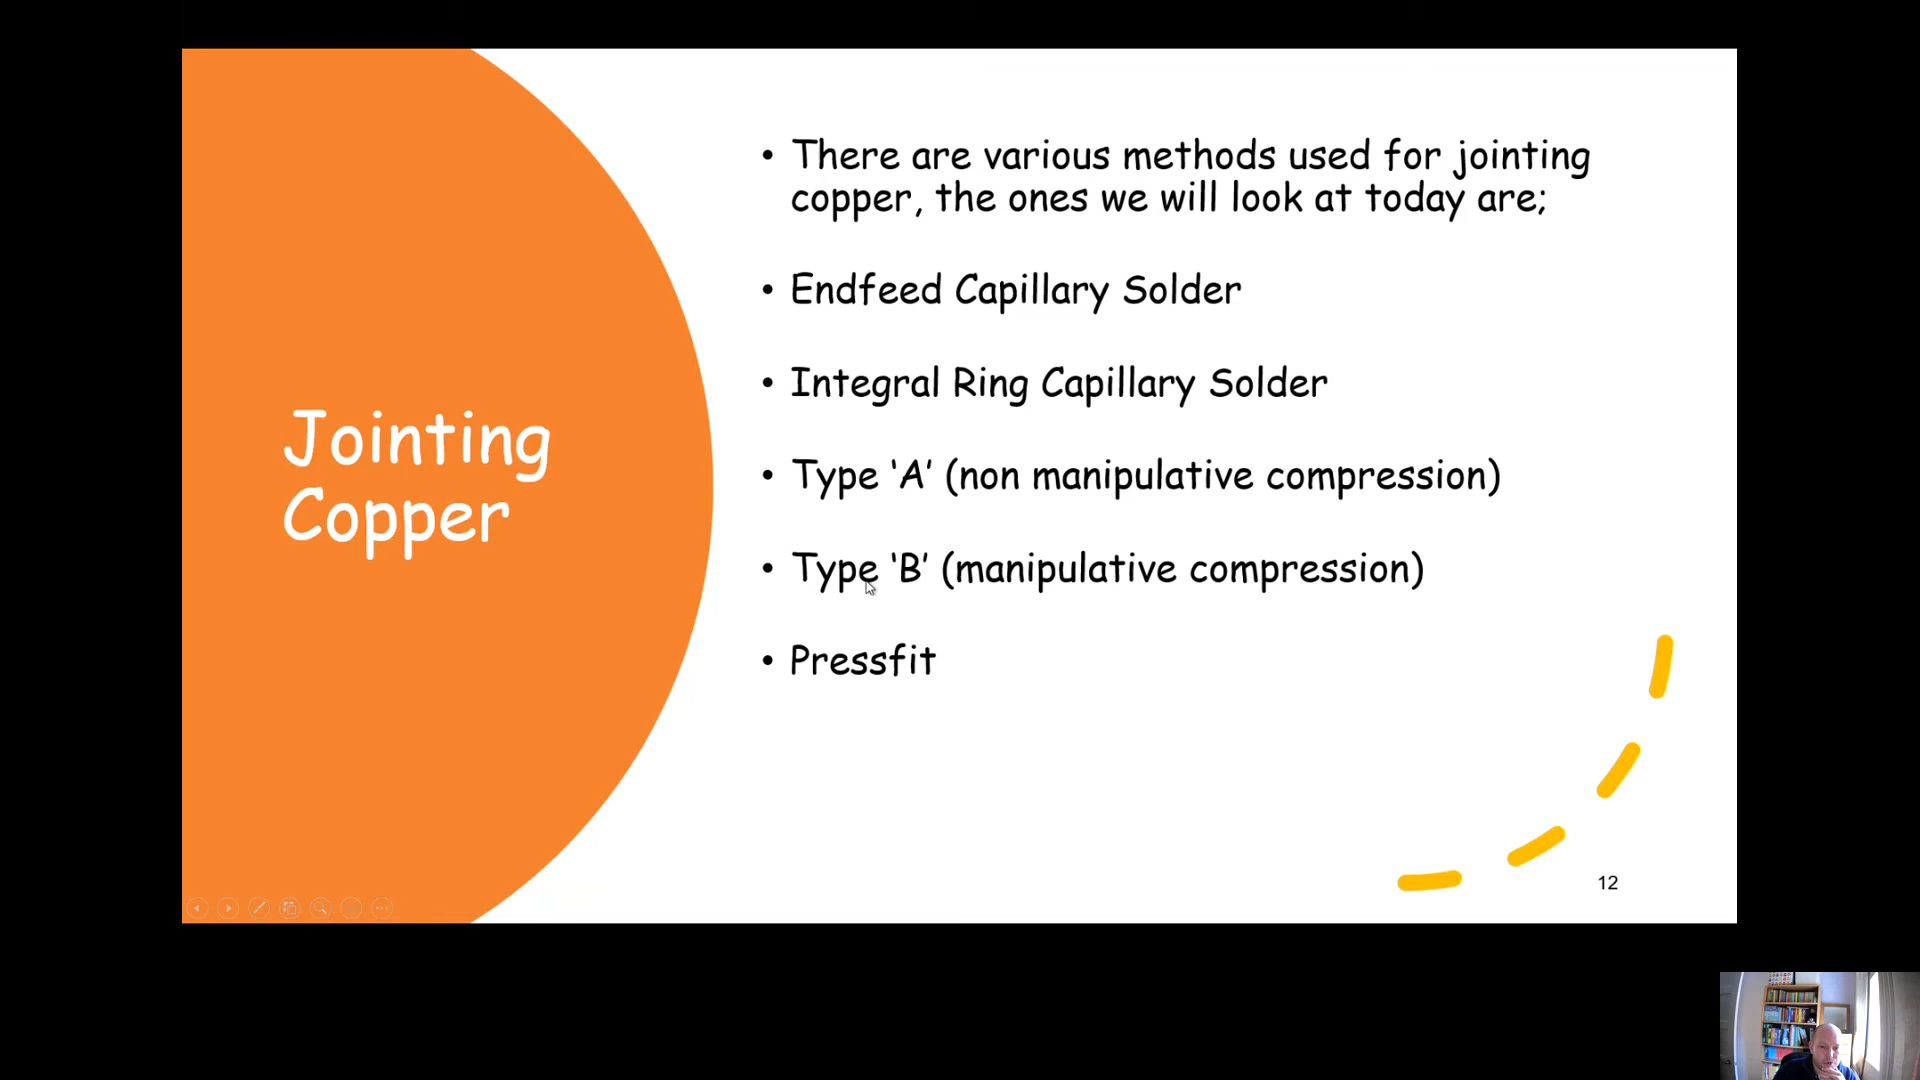 Jointing
Copper
• There are various methods used for jointing
copper, the ones we will look at today are;
• Endfeed Capillary Solder
• Integral Ring Capillary Solder
• Type ‘A’ (non manipulative compression)
• Type ‘B’ (manipulative compression)
• Pressfit
12